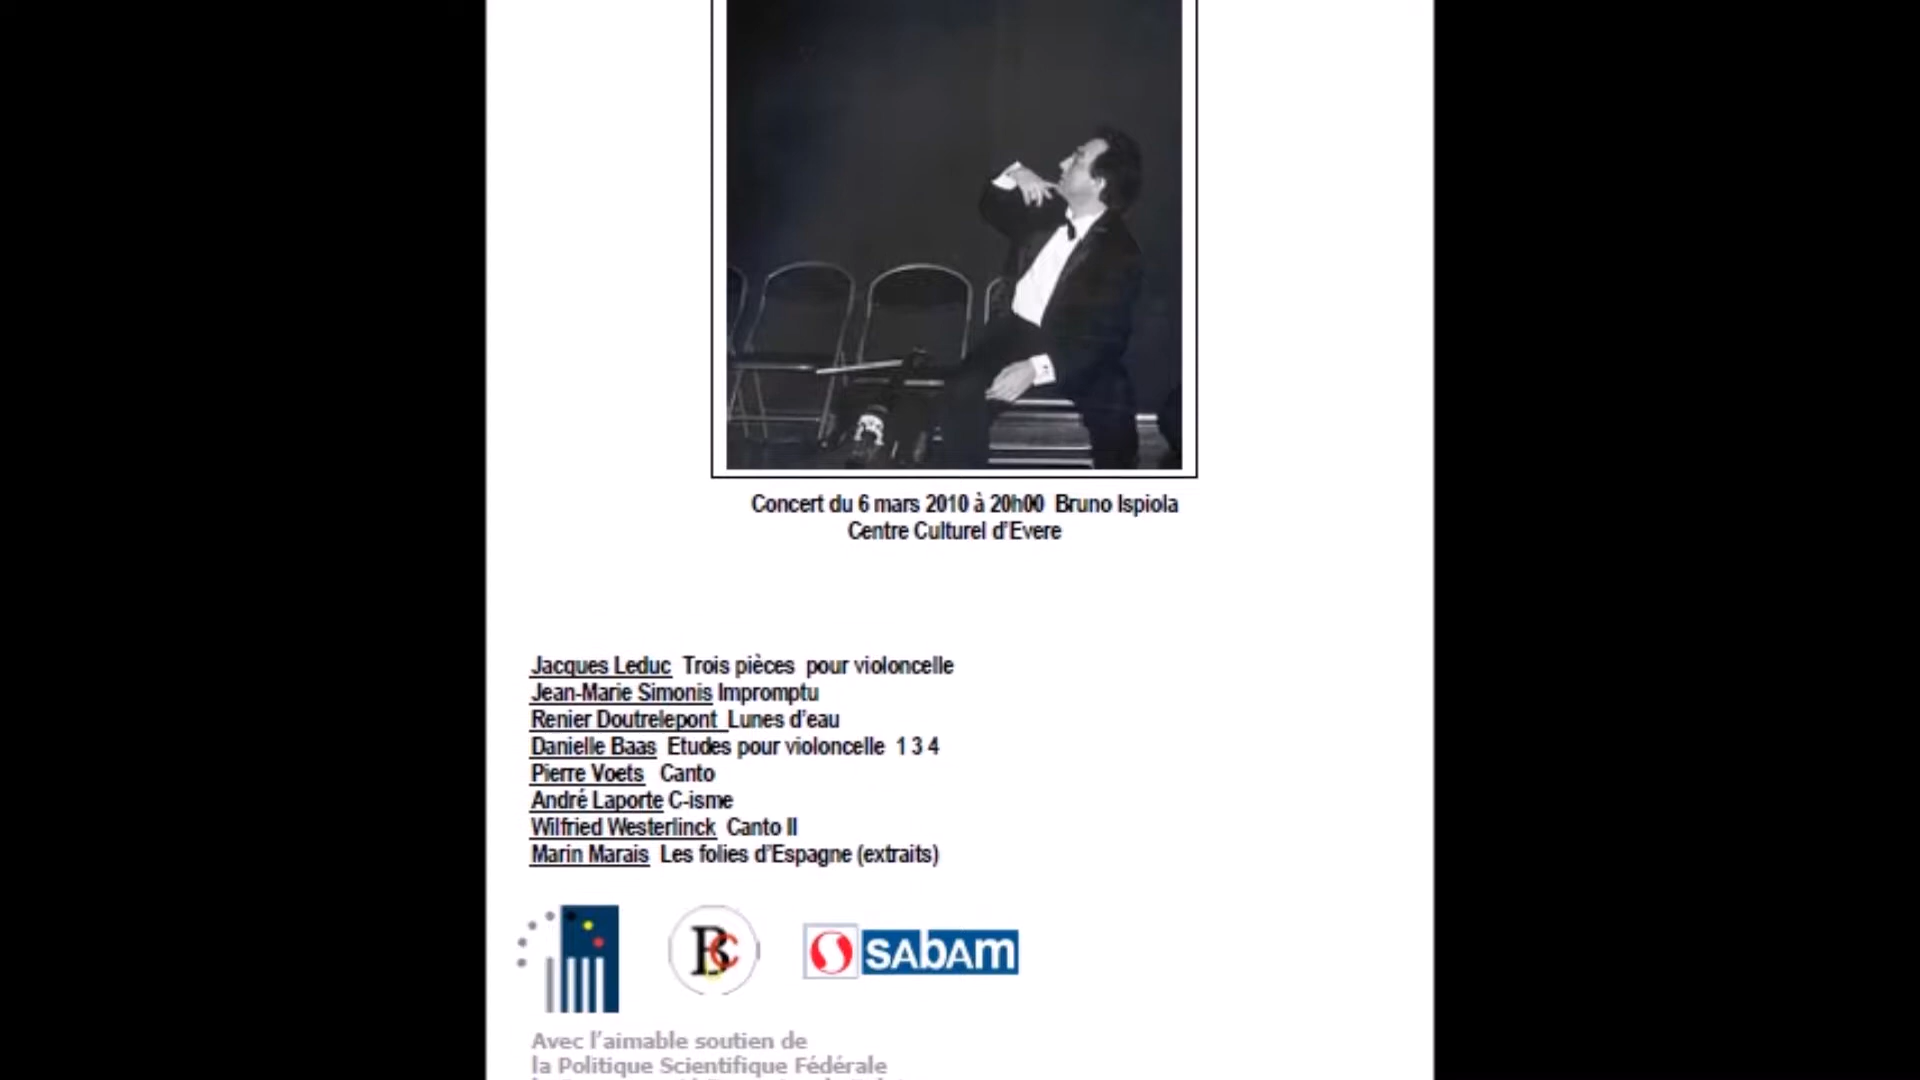 Concert du 6 mars 2010 à 20h00 Bruno Ispiola
Centre Culturel d'Evere
Jacques Leduc Trois pièces pour violoncelle
Jean-Marie Simonis Impromptu
Renier Doutrelepont Lunes d'eau
Danielle Baas Etudes pour violoncelle 1 3 4
Pierre Voets Canto
André Laporte C-isme
Wilfried Westerlinck Canto II
Marin Marais Les folies d'Espagne (extraits)
BC
sabam
Avec l'aimable soutien de
la Politique Scientifique Fédérale